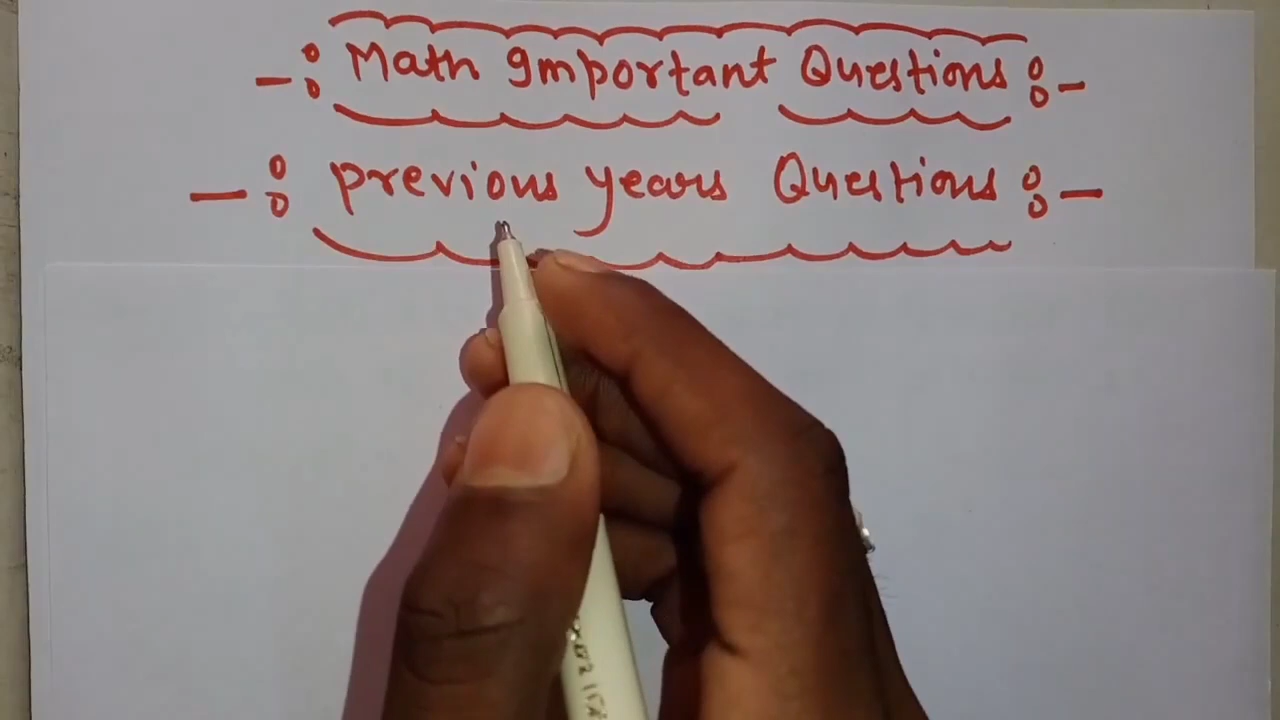 -: Math Important Questions :-
-: previous years Questions :-